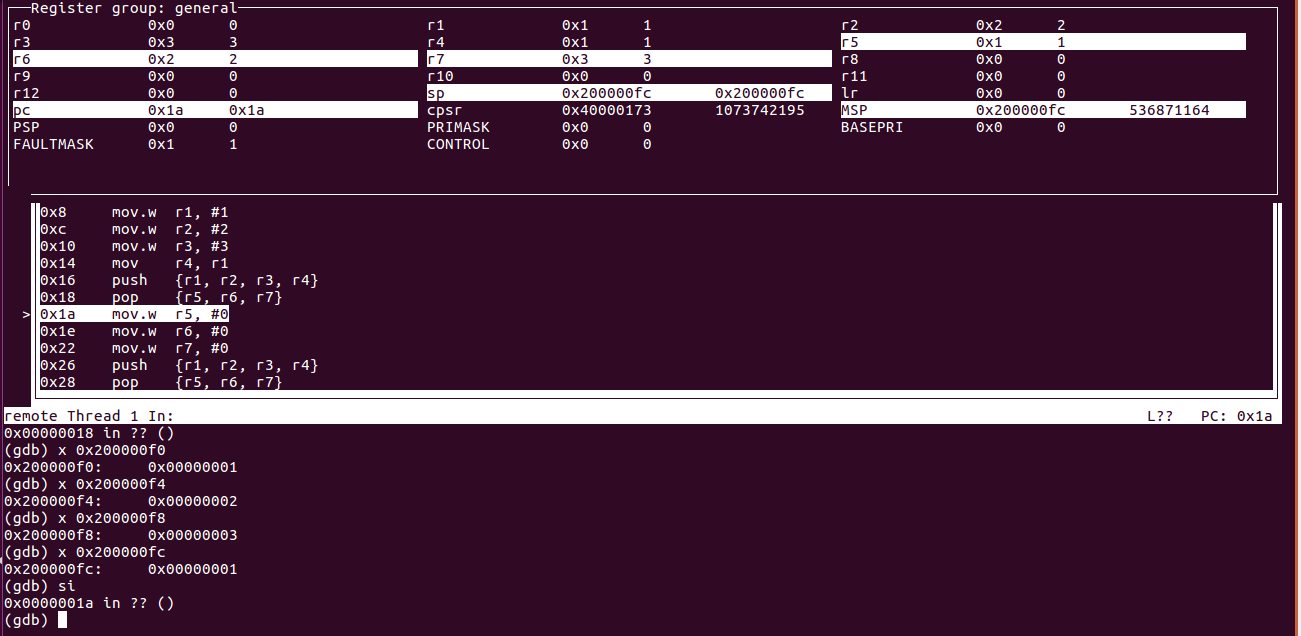 Register group: general
r0 0x0 0 r1 0x1 1 r2 0x2 2
r3 0x3 3 r4 0x1 1 r5 0x1 1
r6 0x2 2 r7 0x3 3 r8 0x0 0
r9 0x0 0 r10 0x0 0 r11 0x0 0
r12 0x0 0 sp 0x200000fc 0x200000fc lr 0x0 0
pc 0x1a 0x1a cpsr 0x40000173 1073742195 MSP 0x200000fc 536871164
PSP 0x0 0 PRIMASK 0x0 0 BASEPRI 0x0 0
FAULTMASK 0x1 1 CONTROL 0x0 0
0x8 mov.w r1, #1
0xc mov.w r2, #2
0x10 mov.w r3, #3
0x14 mov r4, r1
0x16 push {r1, r2, r3, r4}
0x18 pop {r5, r6, r7}
> 0x1a mov.w r5, #0
0x1e mov.w r6, #0
0x22 mov.w r7, #0
0x26 push {r1, r2, r3, r4}
0x28 pop {r5, r6, r7}
remote Thread 1 In: L?? PC: 0x1a
0x00000018 in ?? ()
(gdb) x 0x200000f0
0x200000f0: 0x00000001
(gdb) x 0x200000f4
0x200000f4: 0x00000002
(gdb) x 0x200000f8
0x200000f8: 0x00000003
(gdb) x 0x200000fc
0x200000fc: 0x00000001
(gdb) si
0x0000001a in ?? ()
(gdb)